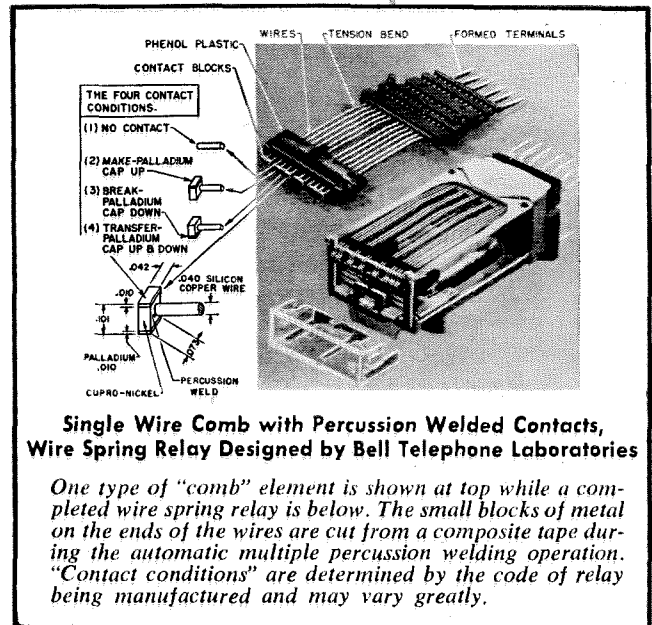 WIRES
TENSION BEND
FORMED TERMINALS
PHENOL PLASTIC
CONTACT BLOCKS
THE FOUR CONTACT
CONDITIONS-
(1) NO CONTACT
(2) MAKE-PALLADIUM
CAP UP
(3) BREAK-
PALLADIUM
CAP DOWN
(4) TRANSFER-
PALLADIUM
CAP UP & DOWN
.042
.040 SILICON
COPPER WIRE
.010
.101
.073
PALLADIUM
.010
PERCUSSION
WELD
CUPRO-NICKEL
Single Wire Comb with Percussion Welded Contacts,
Wire Spring Relay Designed by Bell Telephone Laboratories
One type of "comb" element is shown at top while a com-
pleted wire spring relay is below. The small blocks of metal
on the ends of the wires are cut from a composite tape dur-
ing the automatic multiple percussion welding operation.
"Contact conditions" are determined by the code of relay
being manufactured and may vary greatly.